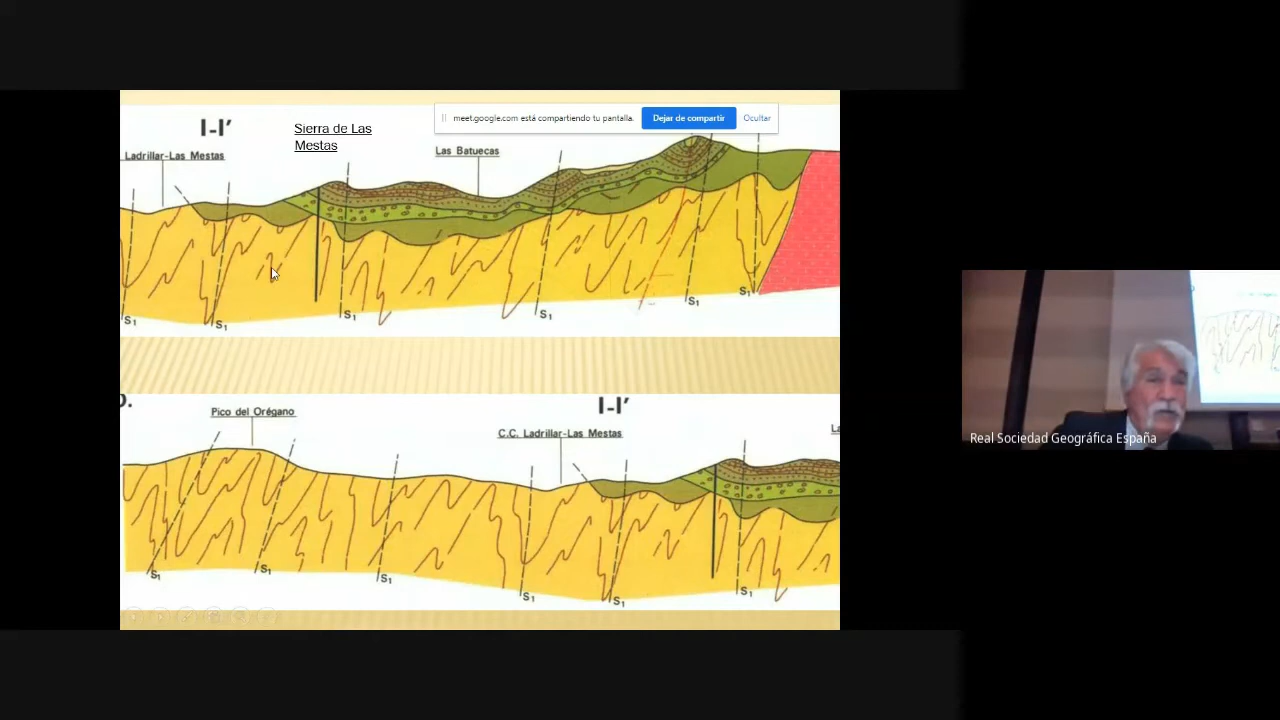 I-I'
Sierra de Las
Mestas
meet.google.com está compartiendo tu pantalla.
Dejar de compartir
Ocultar
Ladrillar-Las Mestas
Las Batuecas
S1
S1
S1
S1
S1
S1
Pico del Orégano
I-I'
C.C. Ladrillar-Las Mestas
S1
S1
S1
S1
S1
S1
Real Sociedad Geográfica España